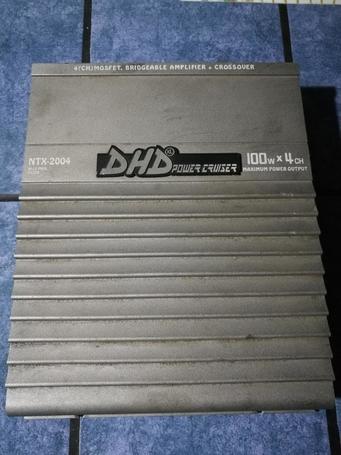 4(CH)MOSFET, BRIDGEABLE AMPLIFIER + CROSSOVER
NTX-2004
DHD
POWER CRUISER
100W x 4CH
MAXIMUM POWER OUTPUT